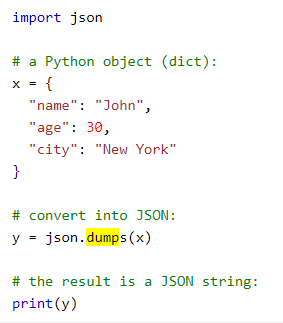 import json
# a Python object (dict):
x = {
  "name": "John",
  "age": 30,
  "city": "New York"
}
# convert into JSON:
y = json.dumps(x)
# the result is a JSON string:
print(y)